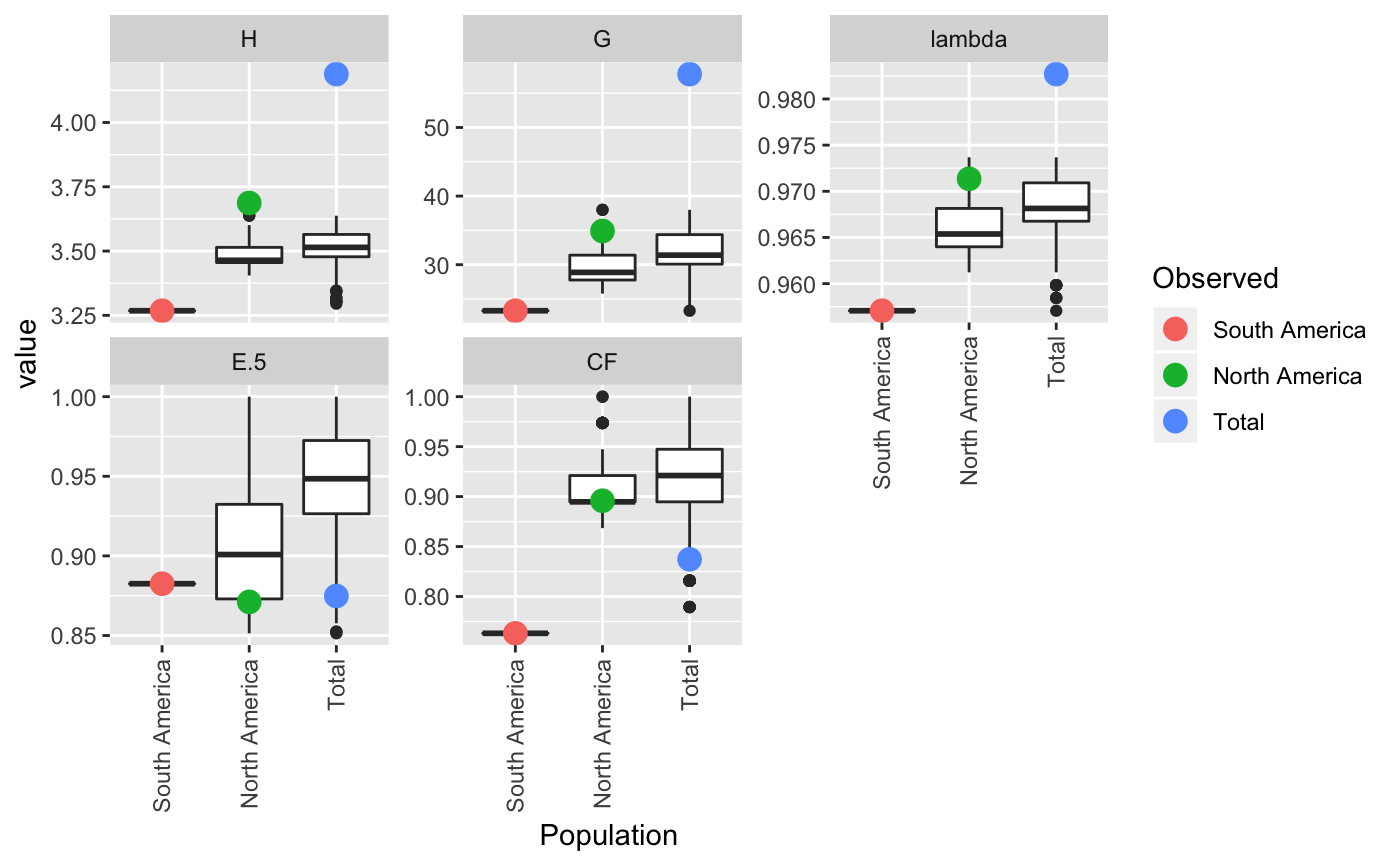 H
G
lambda
4.00
3.75
3.50
3.25
50
40
30
0.980
0.975
0.970
0.965
0.960
South America
North America
Total
value
E.5
CF
1.00
0.95
0.90
0.85
1.00
0.95
0.90
0.85
0.80
South America
North America
Total
South America
North America
Total
Population
Observed
South America
North America
Total